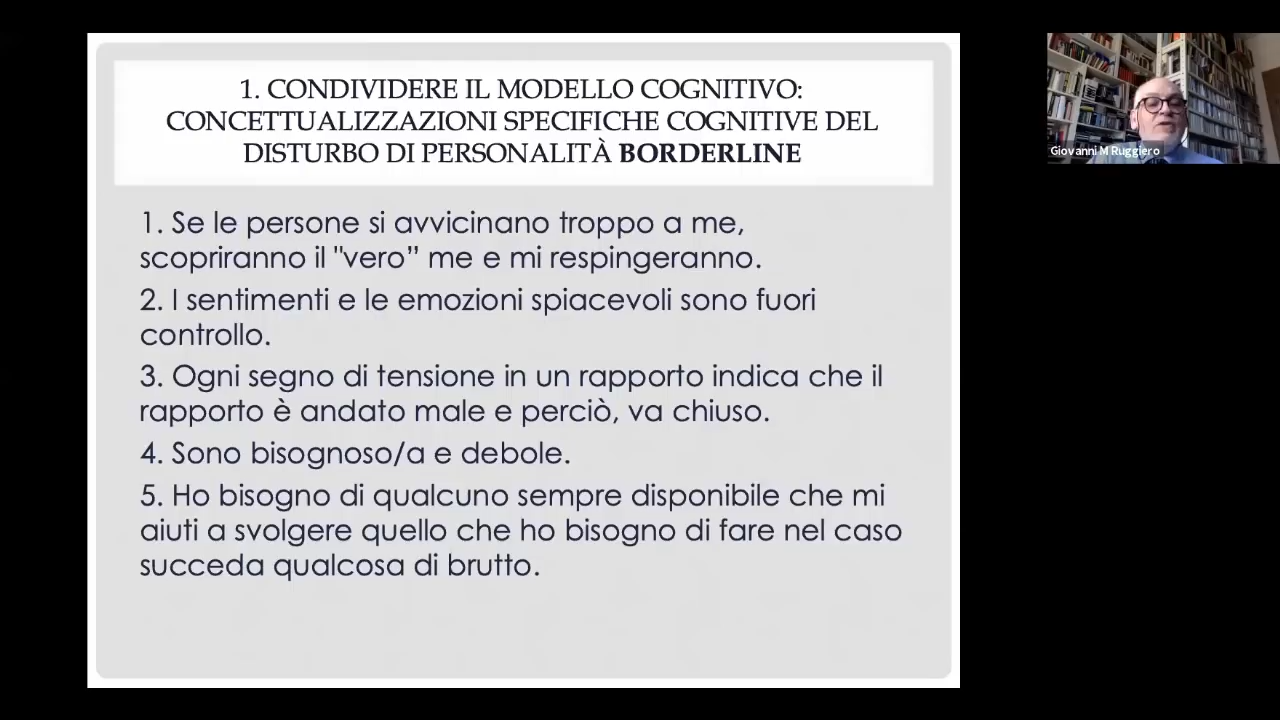 1. CONDIVIDERE IL MODELLO COGNITIVO:
CONCETTUALIZZAZIONI SPECIFICHE COGNITIVE DEL
DISTURBO DI PERSONALITÀ BORDERLINE
1. Se le persone si avvicinano troppo a me,
scopriranno il "vero” me e mi respingeranno.
2. I sentimenti e le emozioni spiacevoli sono fuori
controllo.
3. Ogni segno di tensione in un rapporto indica che il
rapporto è andato male e perciò, va chiuso.
4. Sono bisognoso/a e debole.
5. Ho bisogno di qualcuno sempre disponibile che mi
aiuti a svolgere quello che ho bisogno di fare nel caso
succeda qualcosa di brutto.
Giovanni M Ruggiero